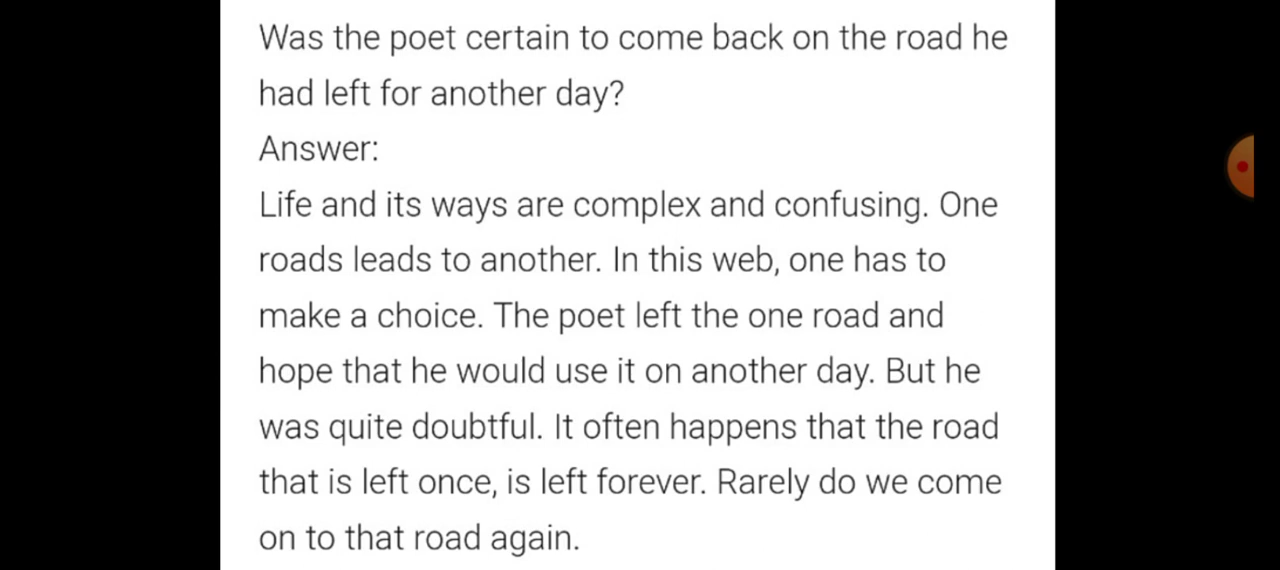 Was the poet certain to come back on the road he
had left for another day?
Answer:
Life and its ways are complex and confusing. One
roads leads to another. In this web, one has to
make a choice. The poet left the one road and
hope that he would use it on another day. But he
was quite doubtful. It often happens that the road
that is left once, is left forever. Rarely do we come
on to that road again.